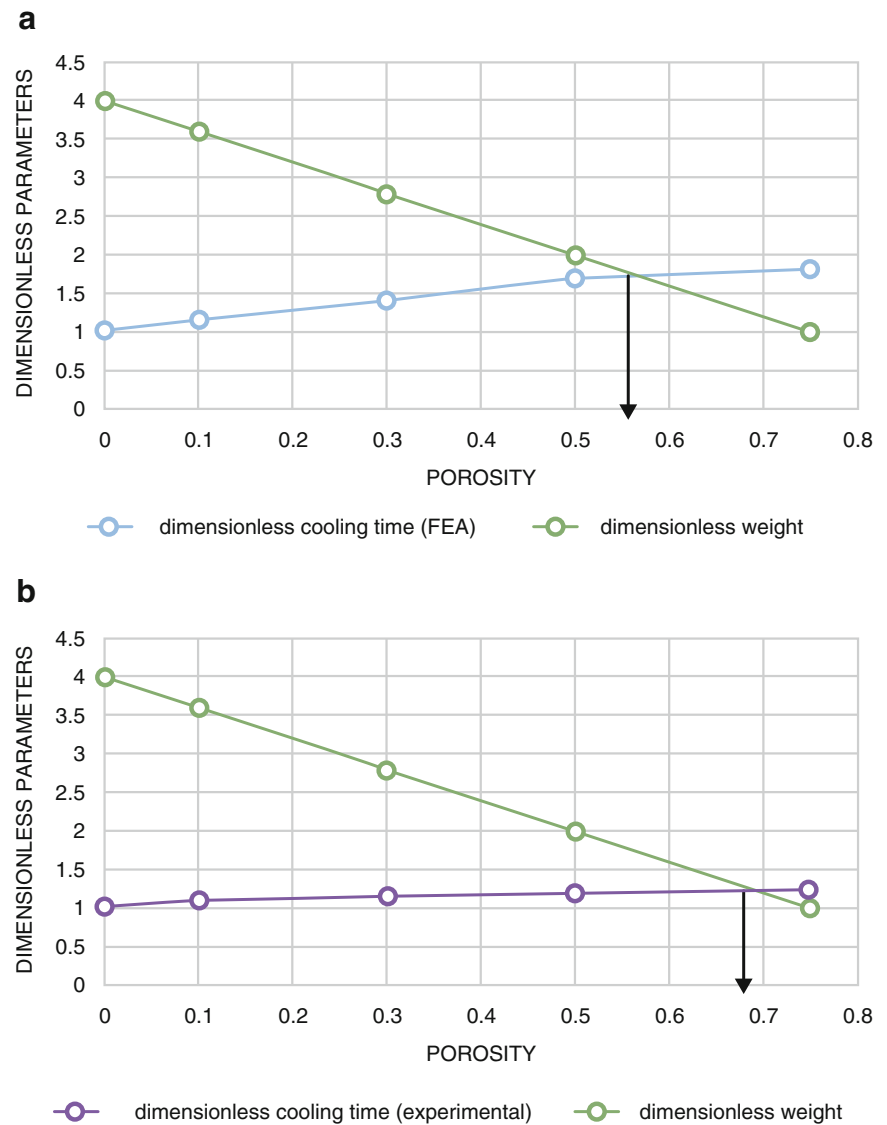 a
DIMENSIONLESS PARAMETERS
4.5
4
3.5
3
2.5
2
1.5
1
0.5
0
0 0.1 0.2 0.3 0.4 0.5 0.6 0.7 0.8
POROSITY
dimensionless cooling time (FEA) dimensionless weight
b
DIMENSIONLESS PARAMETERS
4.5
4
3.5
3
2.5
2
1.5
1
0.5
0
0 0.1 0.2 0.3 0.4 0.5 0.6 0.7 0.8
POROSITY
dimensionless cooling time (experimental) dimensionless weight